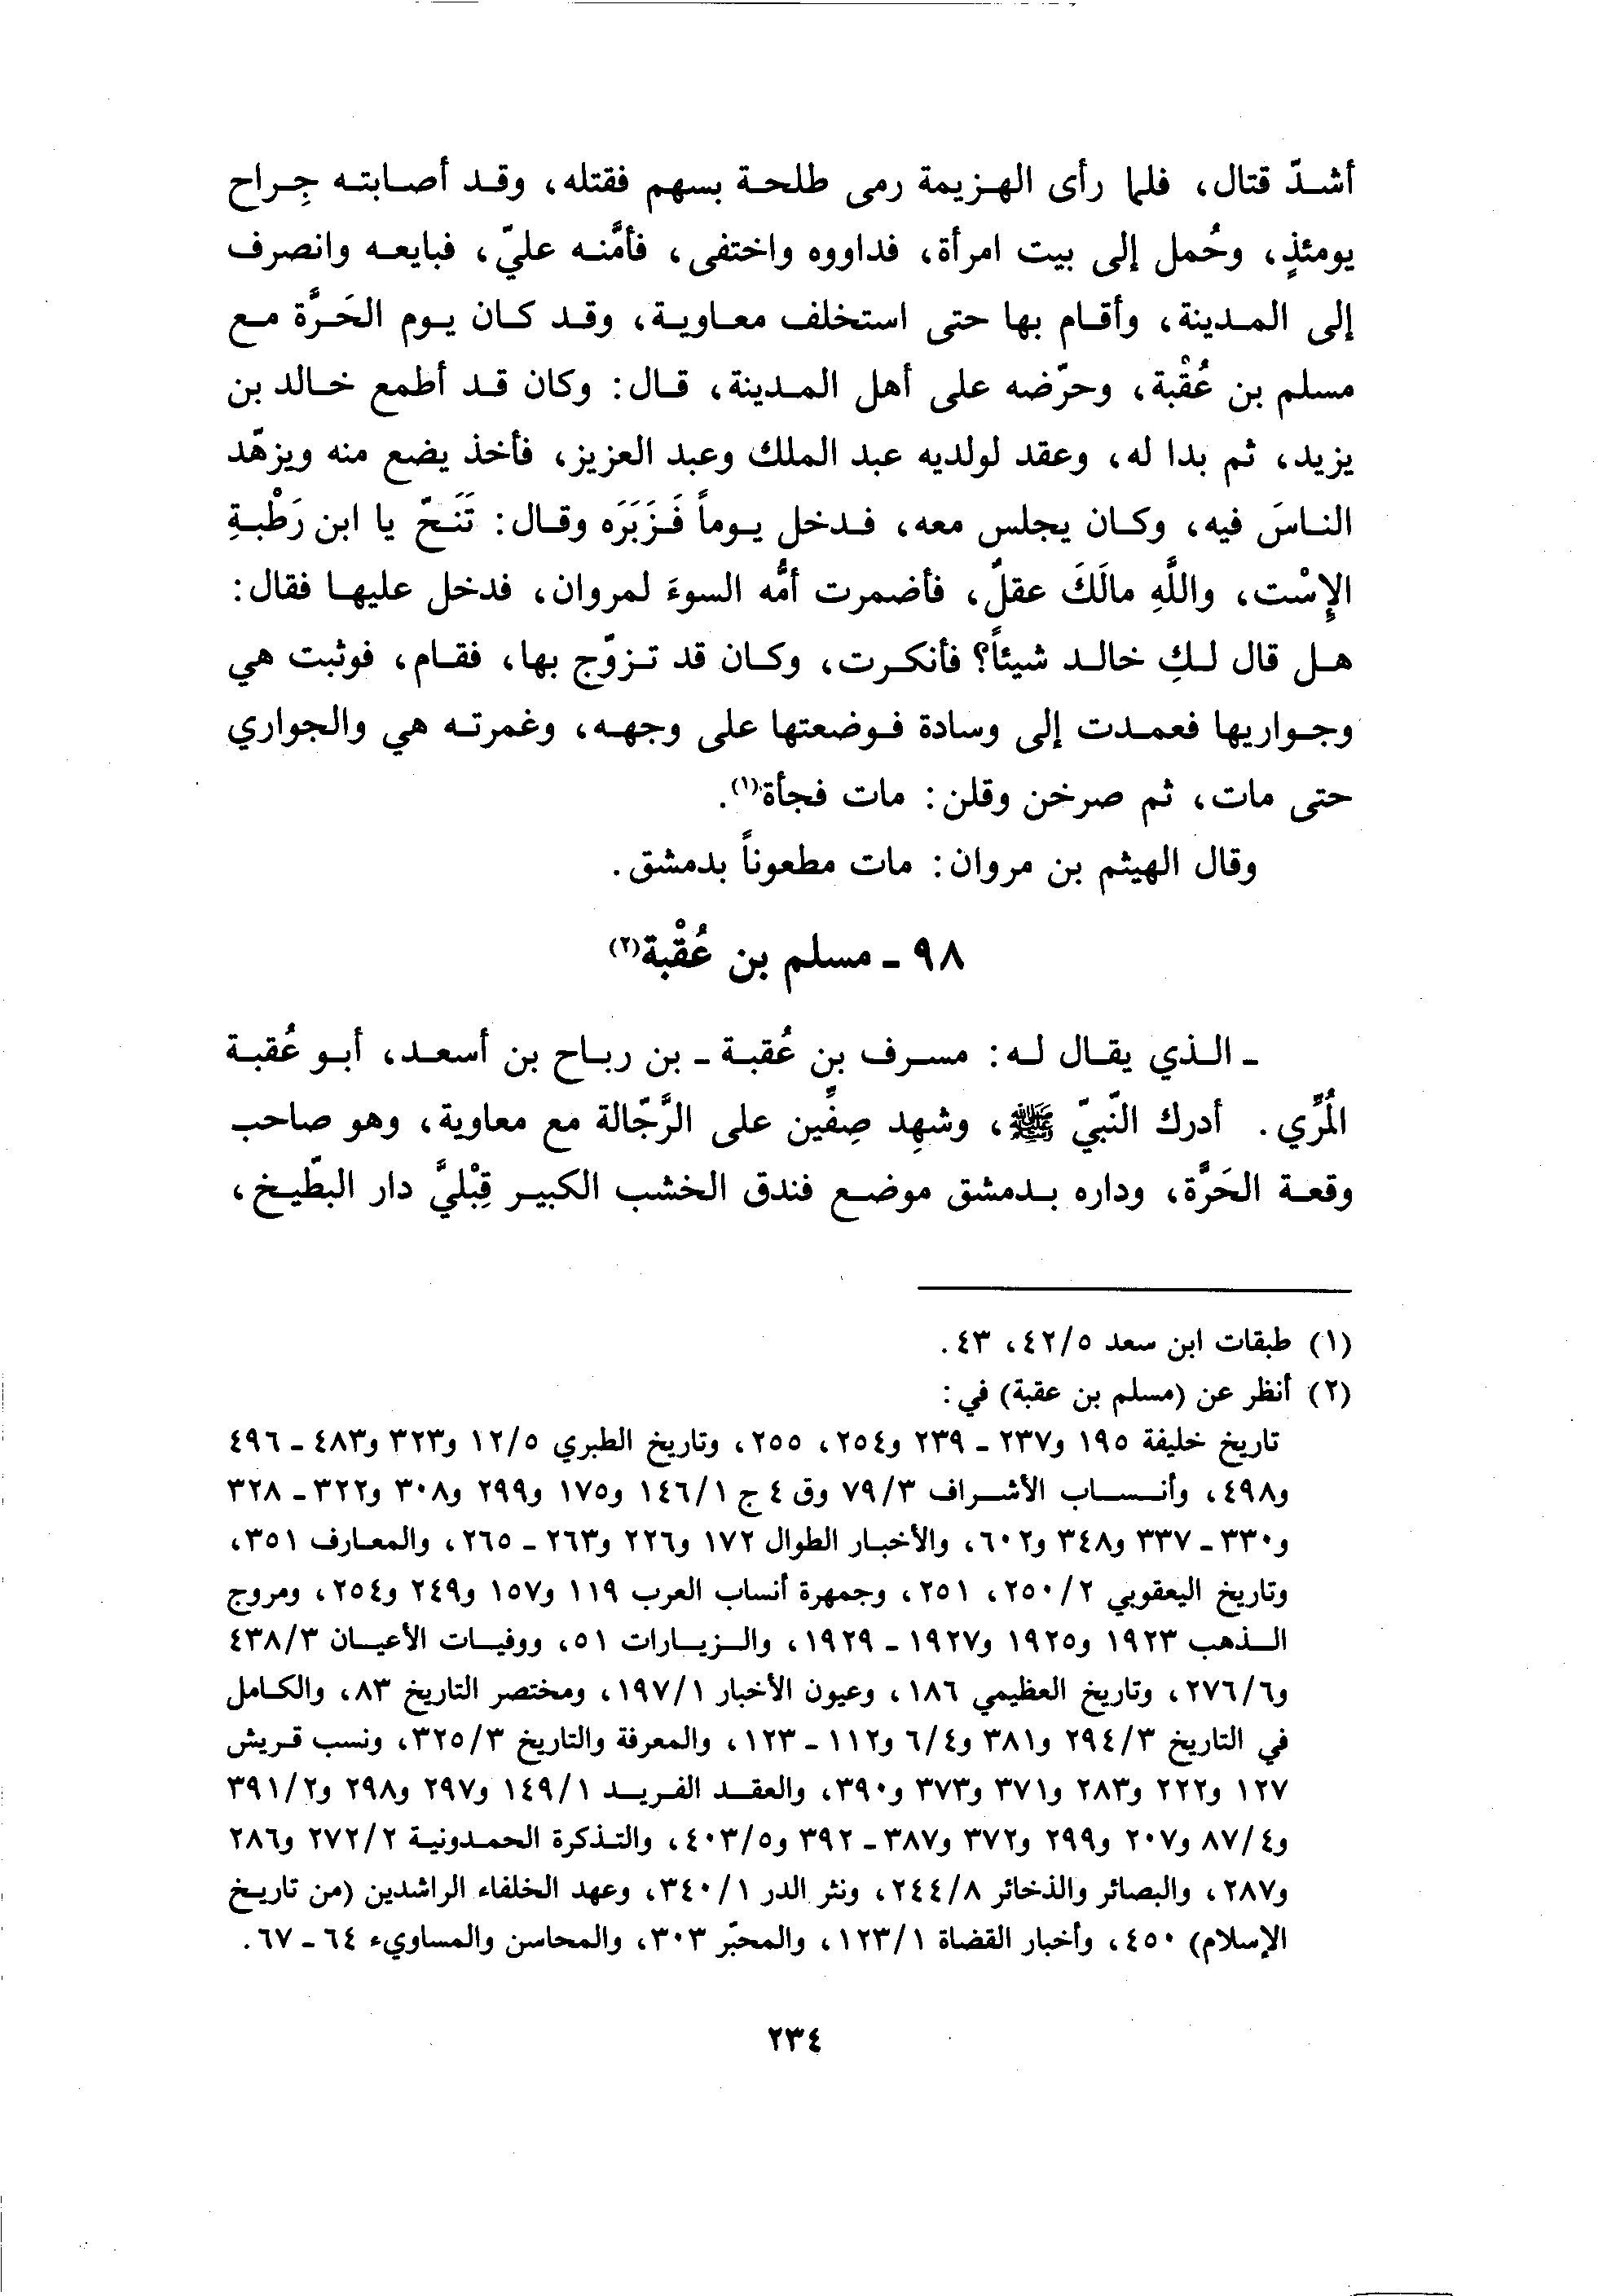 أشدّ قتال، فلما رأى الهزيمة رمى طلحة بسهم فقتله، وقد أصابته جِراح
يومئذٍ، وحُمل إلى بيت امرأة، فداووه واختفى، فأمَّنه عليّ، فبايعه وانصرف
إلى المدينة، وأقام بها حتى استخلف معاوية، وقد كان يوم الحَرَّة مع
مسلم بن عُقْبة، وحرّضه على أهل المدينة، قال: وكان قد أطمع خالد بن
يزيد، ثم بدا له، وعقد لولديه عبد الملك وعبد العزيز، فأخذ يضع منه ويزهّد
الناسَ فيه، وكان يجلس معه، فدخل يوماً فَزَبَرَه وقال: تَنَحَّ يا ابن رَطْبةِ
الإِسْت، واللَّهِ مالَكَ عقلٌ، فأضمرت أمُّه السوءَ لمروان، فدخل عليها فقال:
هل قال لكِ خالد شيئاً؟ فأنكرت، وكان قد تزوّج بها، فقام، فوثبت هي
وجواريها فعمدت إلى وسادة فوضعتها على وجهه، وغمرته هي والجواري
حتى مات، ثم صرخن وقلن: مات فجأة(١).
وقال الهيثم بن مروان: مات مطعوناً بدمشق.
٩٨ ـ مسلم بن عُقْبة(٢)
ـ الذي يقال له: مسرف بن عُقبة ـ بن رباح بن أسعد، أبو عُقبة
المُرِّي. أدرك النّبيّ ﷺ، وشهِد صِفِّين على الرَّجّالة مع معاوية، وهو صاحب
وقعة الحَرَّة، وداره بدمشق موضع فندق الخشب الكبير قِبْليَّ دار البطّيخ،
(١) طبقات ابن سعد ٤٢/٥، ٤٣.
(٢) أنظر عن (مسلم بن عقبة) في:
تاريخ خليفة ١٩٥ و٢٣٧ ـ ٢٣٩ و٢٥٤، ٢٥٥، وتاريخ الطبري ١٢/٥ و٣٢٣ و٤٨٣ ـ ٤٩٦
و٤٩٨، وأنساب الأشراف ٧٩/٣ وق ٤ ج ١٤٦/١ و١٧٥ و٢٩٩ و٣٠٨ و٣٢٢ ـ ٣٢٨
و٣٣٠ ـ ٣٣٧ و٣٤٨ و٦٠٢، والأخبار الطوال ١٧٢ و٢٢٦ و٢٦٣ ـ ٢٦٥، والمعارف ٣٥١،
وتاريخ اليعقوبي ٢٥٠/٢، ٢٥١، وجمهرة أنساب العرب ١١٩ و١٥٧ و٢٤٩ و٢٥٤، ومروج
الذهب ١٩٢٣ و١٩٢٥ و١٩٢٧ ـ ١٩٢٩، والزيارات ٥١، ووفيات الأعيان ٤٣٨/٣
و٢٧٦/٦، وتاريخ العظيمي ١٨٦، وعيون الأخبار ١٩٧/١، ومختصر التاريخ ٨٣، والكامل
في التاريخ ٢٩٤/٣ و٣٨١ و٦/٤ و١١٢ ـ ١٢٣، والمعرفة والتاريخ ٣٢٥/٣، ونسب قريش
١٢٧ و٢٢٢ و٢٨٣ و٣٧١ و٣٧٣ و٣٩٠، والعقد الفريد ١٤٩/١ و٢٩٧ و٢٩٨ و٣٩١/٢
و٨٧/٤ و٢٠٧ و٢٩٩ و٣٧٢ و٣٨٧ ـ ٣٩٢ و٤٠٣/٥، والتذكرة الحمدونية ٢٧٢/٢ و٢٨٦
و٢٨٧، والبصائر والذخائر ٢٤٤/٨، ونثر الدر ٣٤٠/١، وعهد الخلفاء الراشدين (من تاريخ
الإسلام) ٤٥٠، وأخبار القضاة ١٢٣/١، والمحبّر ٣٠٣، والمحاسن والمساوىء ٦٤ ـ ٦٧.
٢٣٤